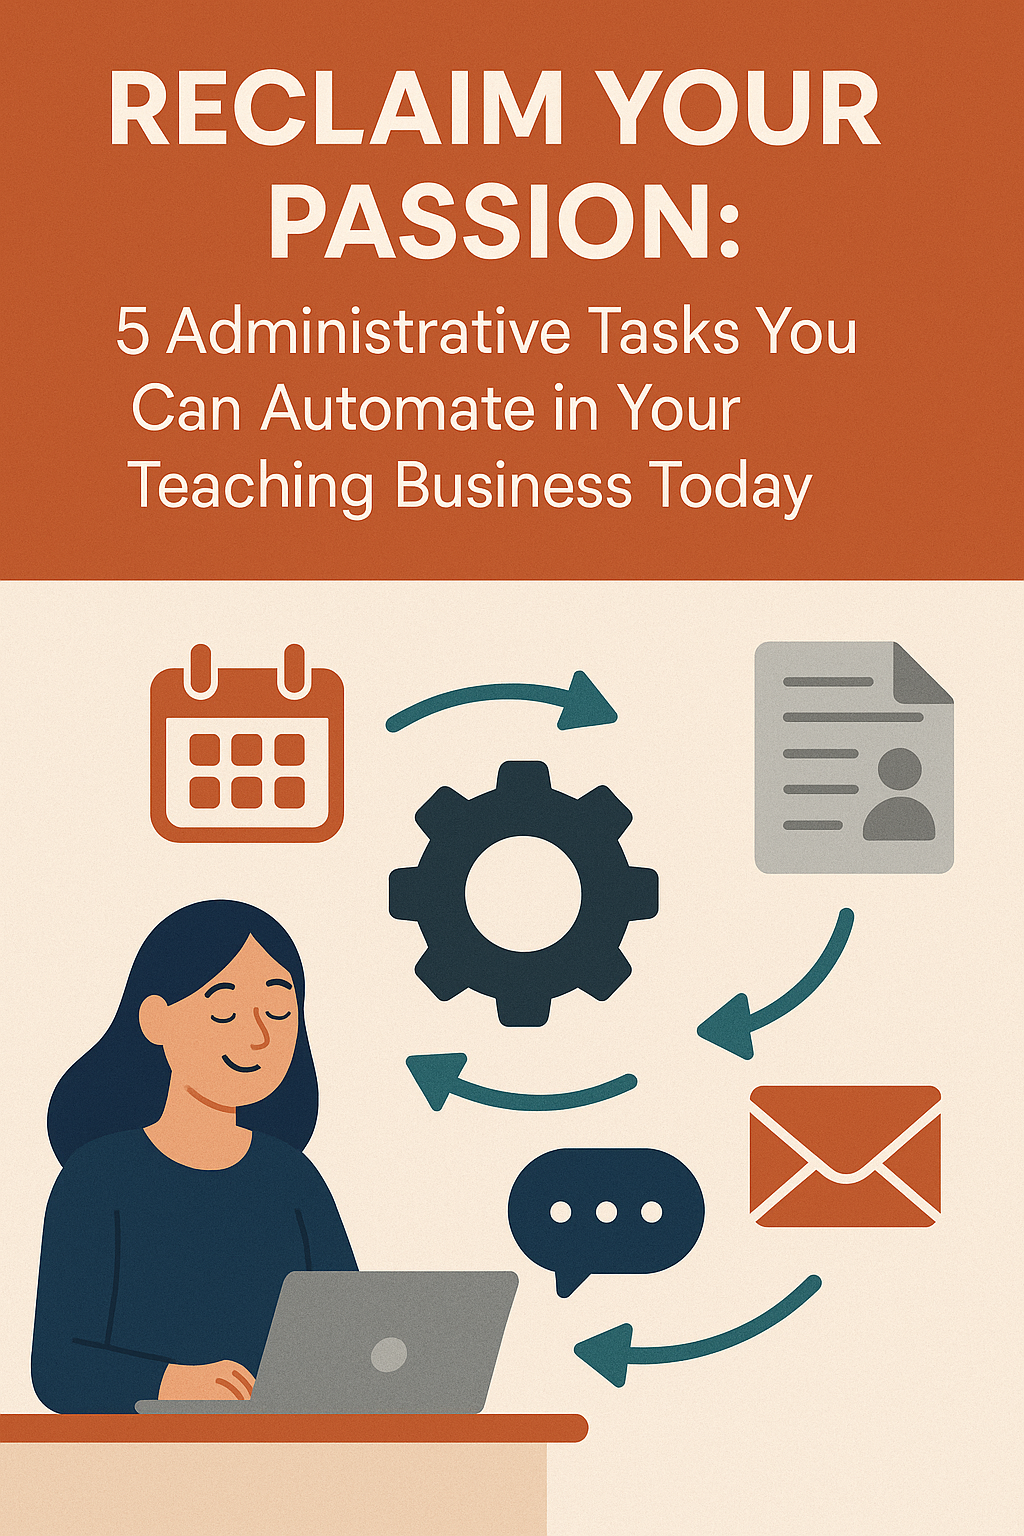 RECLAIM YOUR
PASSION:
5 Administrative Tasks You
Can Automate in Your
Teaching Business Today